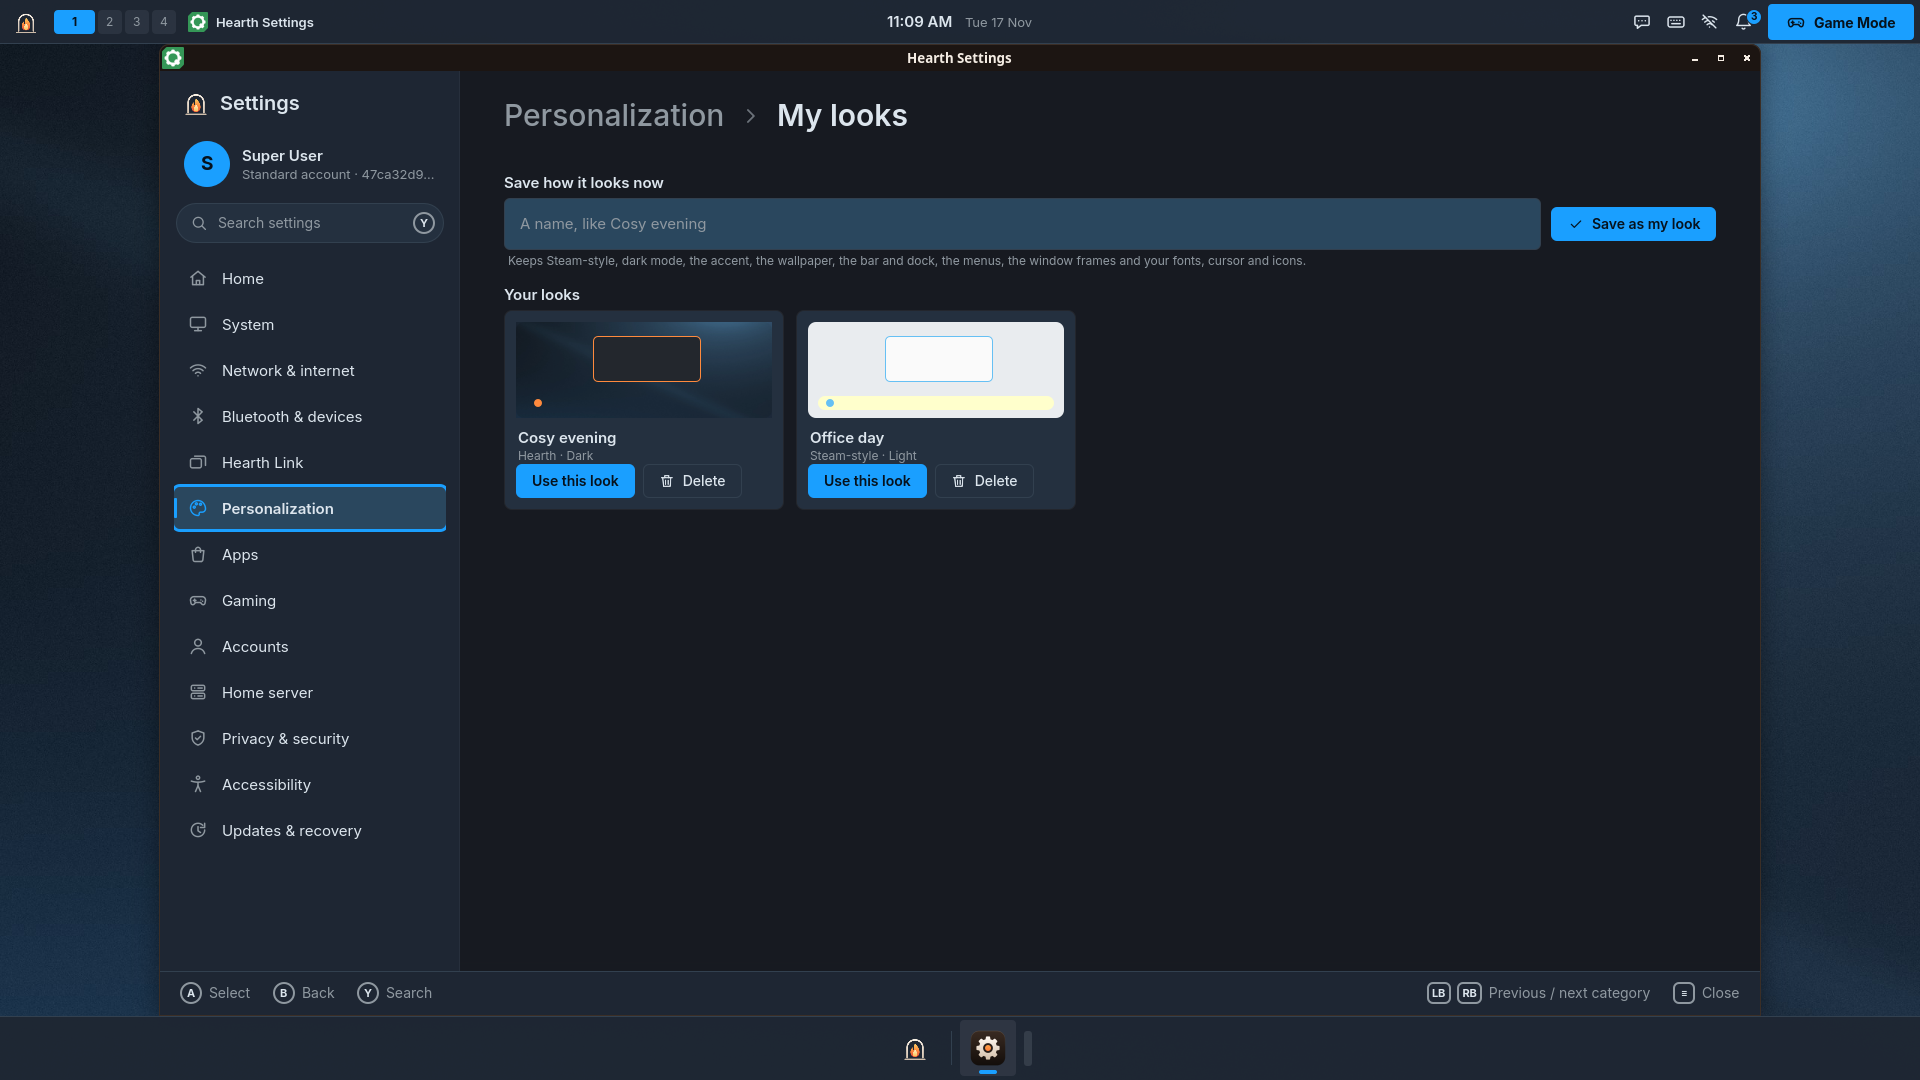 1 2 3 4 Hearth Settings 11:09 AM Tue 17 Nov 3 Game Mode
Hearth Settings
Settings
Personalization > My looks
S Super User
Standard account · 47ca32d9...
Search settings Y
Home
System
Network & internet
Bluetooth & devices
Hearth Link
Personalization
Apps
Gaming
Accounts
Home server
Privacy & security
Accessibility
Updates & recovery
Save how it looks now
A name, like Cosy evening Save as my look
Keeps Steam-style, dark mode, the accent, the wallpaper, the bar and dock, the menus, the window frames and your fonts, cursor and icons.
Your looks
Cosy evening
Hearth · Dark
Use this look Delete
Office day
Steam-style · Light
Use this look Delete
A Select B Back Y Search LB RB Previous / next category ≡ Close